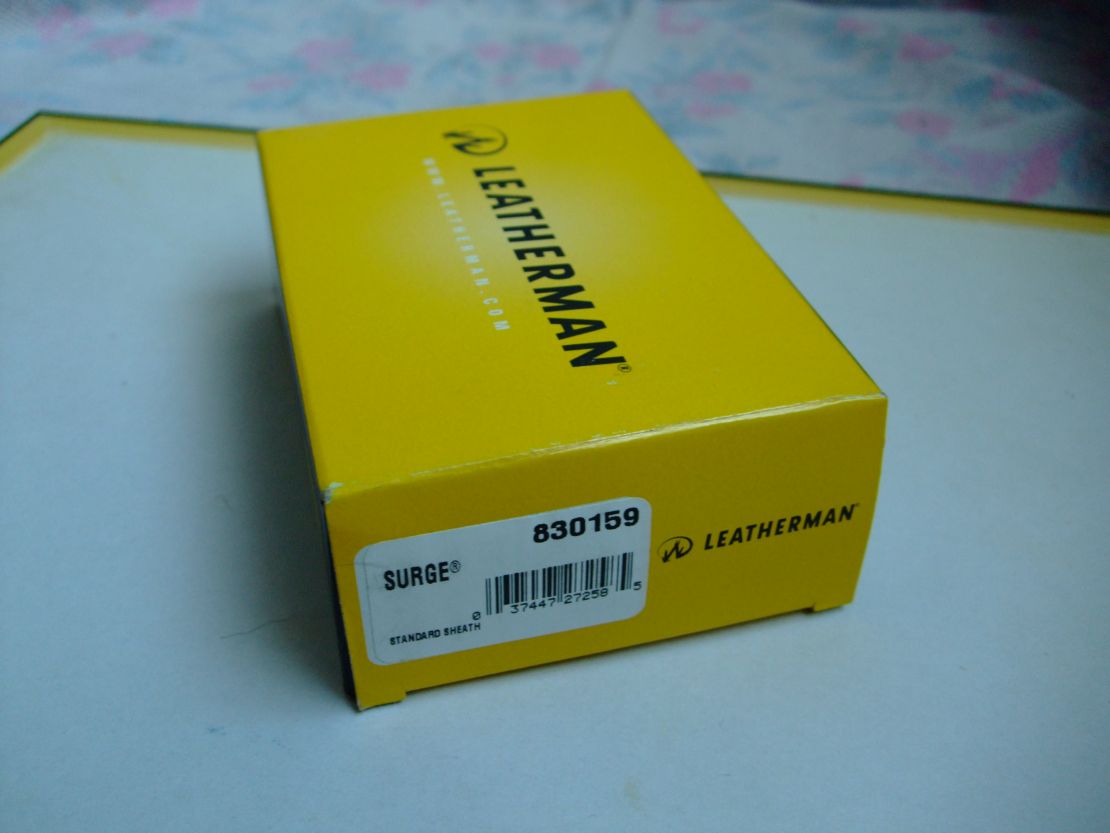 LEATHERMAN®
WWW.LEATHERMAN.COM
830159
SURGE®
0 37447 27258 5
STANDARD SHEATH
LEATHERMAN